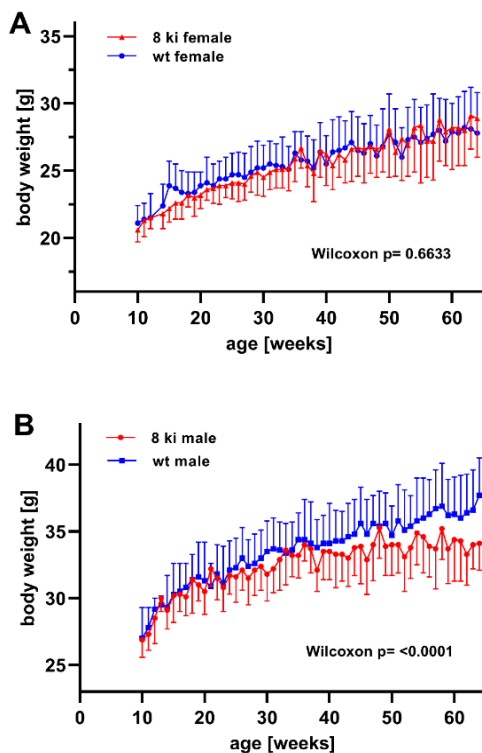 A
8 ki female
wt female
body weight [g]
35
30
25
20
Wilcoxon p= 0.6633
0 10 20 30 40 50 60
age [weeks]
B
8 ki male
wt male
body weight [g]
40
35
30
25
Wilcoxon p= <0.0001
0 10 20 30 40 50 60
age [weeks]